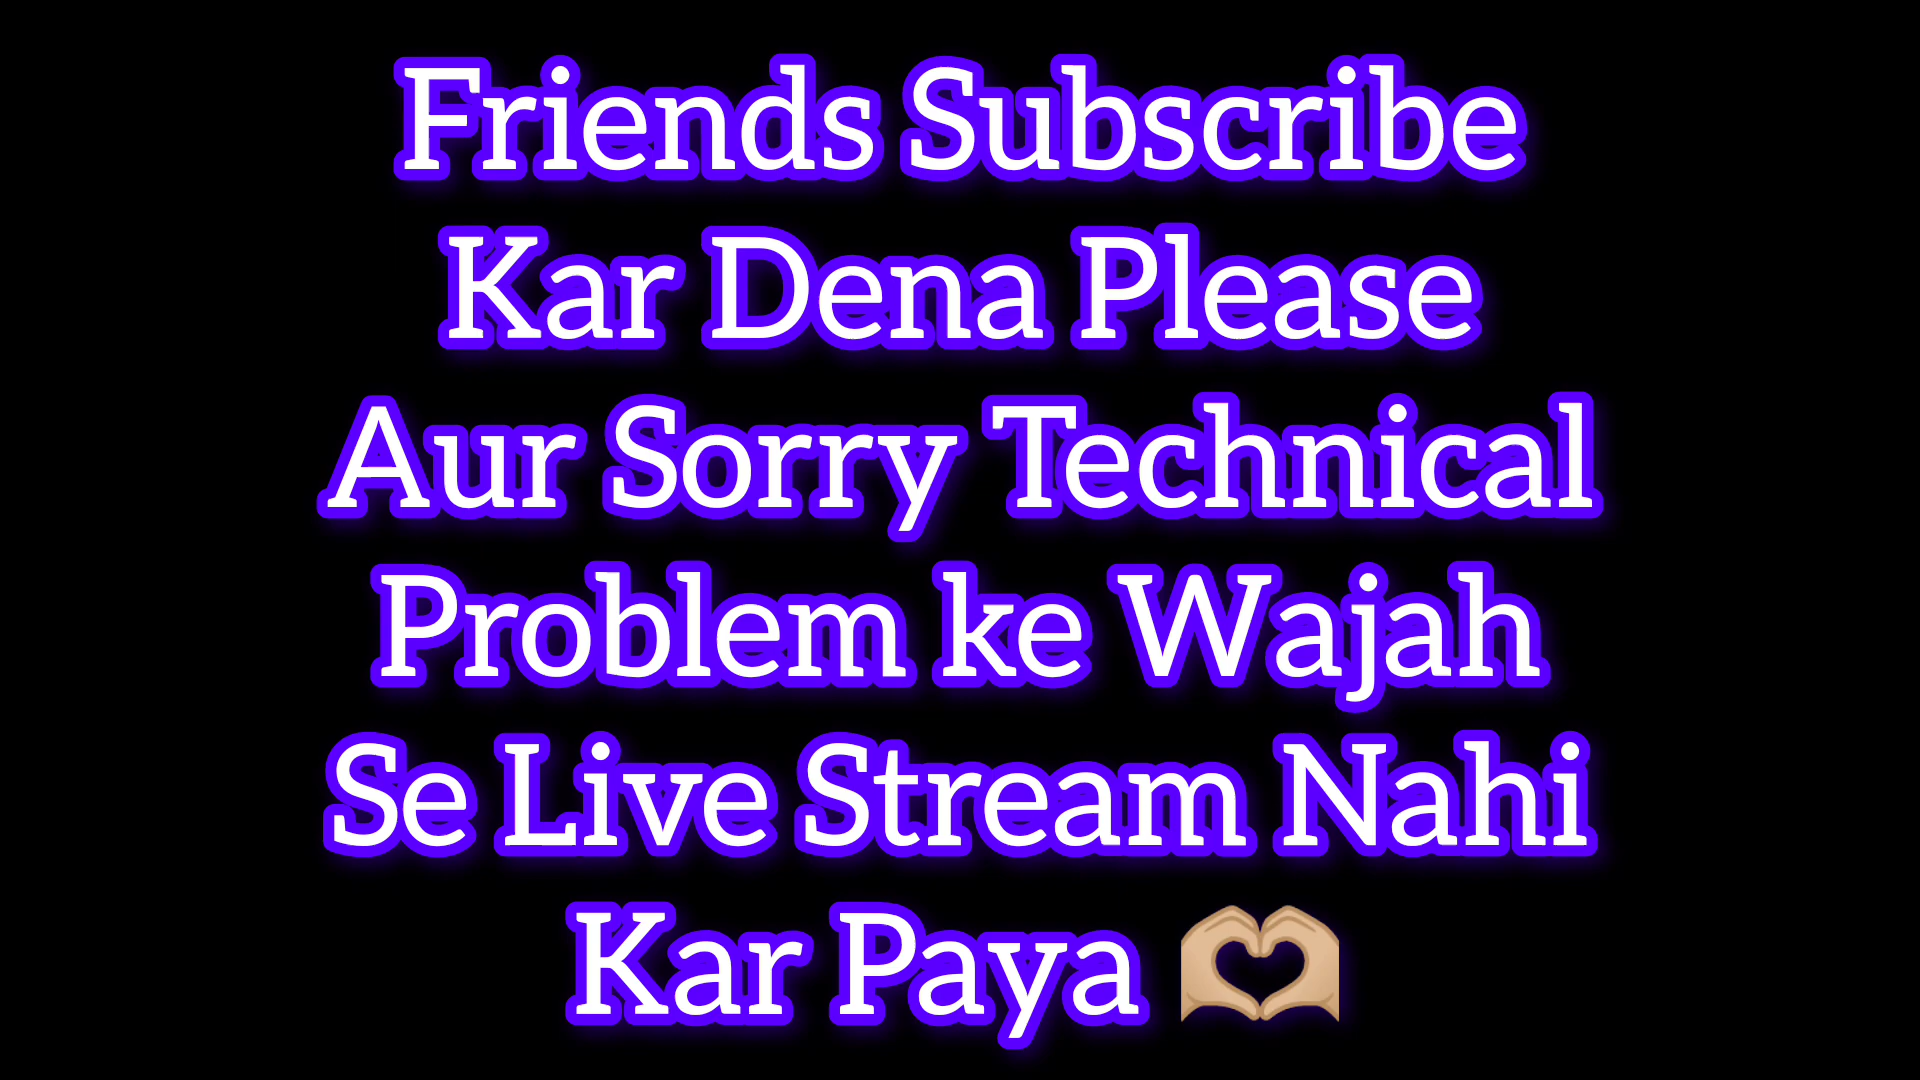 Friends Subscribe
Kar Dena Please
Aur Sorry Technical
Problem ke Wajah
Se Live Stream Nahi
Kar Paya 🫶🏼